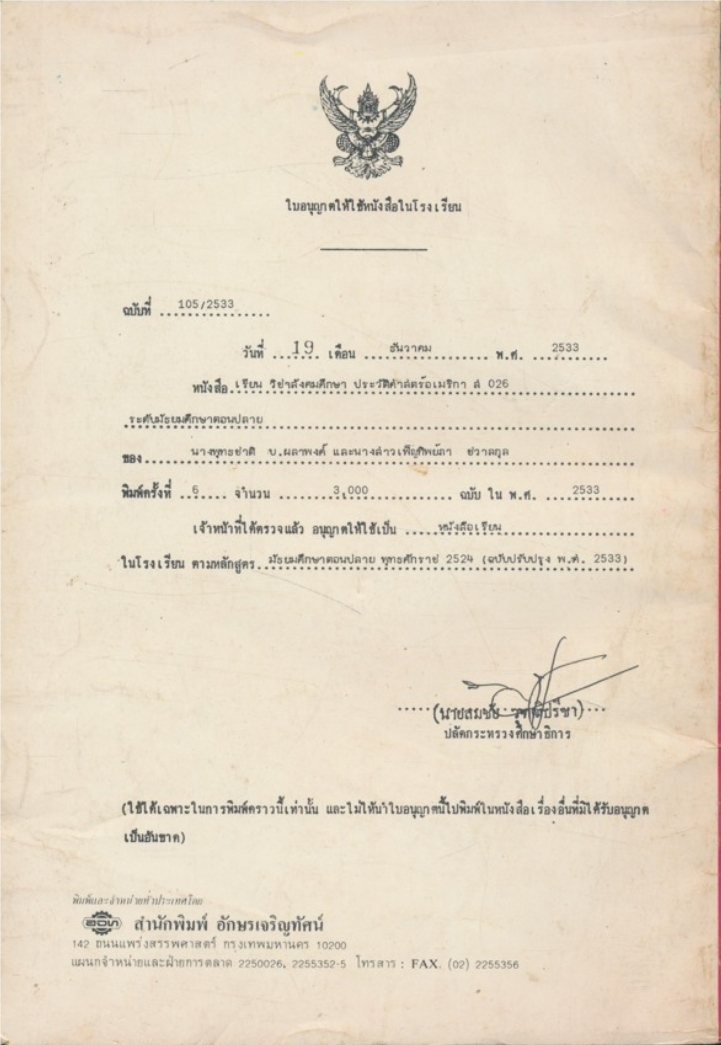 ใบอนุญาตให้ใช้หนังสือในโรงเรียน
ฉบับที่ 105/2533
วันที่ 19 เดือน ธันวาคม พ.ศ. 2533
หนังสือ เรียน วิชาสังคมศึกษา ประวัติศาสตร์อเมริกา ส 026
ระดับมัธยมศึกษาตอนปลาย
ของ นางพุทธชาติ บ.ผลาพงศ์ และนางสาวเพ็ญทิพย์ภา ชวาลกุล
พิมพ์ครั้งที่ 6 จำนวน 3,000 ฉบับ ใน พ.ศ. 2533
เจ้าหน้าที่ได้ตรวจแล้ว อนุญาตให้ใช้เป็น หนังสือเรียน
ในโรงเรียน ตามหลักสูตร มัธยมศึกษาตอนปลาย พุทธศักราช 2524 (ฉบับปรับปรุง พ.ศ. 2533)
(นายสมชัย วุฑฒิปรีชา)
ปลัดกระทรวงศึกษาธิการ
(ใช้ได้เฉพาะในการพิมพ์คราวนี้เท่านั้น และไม่ให้นำใบอนุญาตนี้ไปพิมพ์ในหนังสือเรื่องอื่นที่มิได้รับอนุญาต
เป็นอันขาด)
พิมพ์และจำหน่ายทั่วประเทศโดย
อจท สำนักพิมพ์ อักษรเจริญทัศน์
142 ถนนแพร่งสรรพศาสตร์ กรุงเทพมหานคร 10200
แผนกจำหน่ายและฝ่ายการตลาด 2250026, 2255352-5 โทรสาร : FAX. (02) 2255356